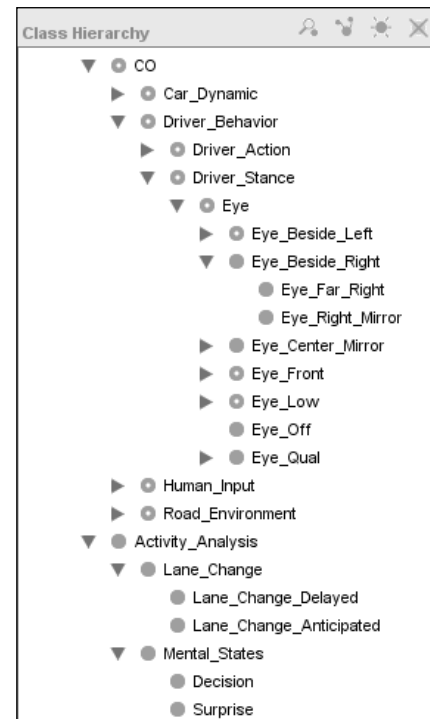 Class Hierarchy
CO
Car_Dynamic
Driver_Behavior
Driver_Action
Driver_Stance
Eye
Eye_Beside_Left
Eye_Beside_Right
Eye_Far_Right
Eye_Right_Mirror
Eye_Center_Mirror
Eye_Front
Eye_Low
Eye_Off
Eye_Qual
Human_Input
Road_Environment
Activity_Analysis
Lane_Change
Lane_Change_Delayed
Lane_Change_Anticipated
Mental_States
Decision
Surprise